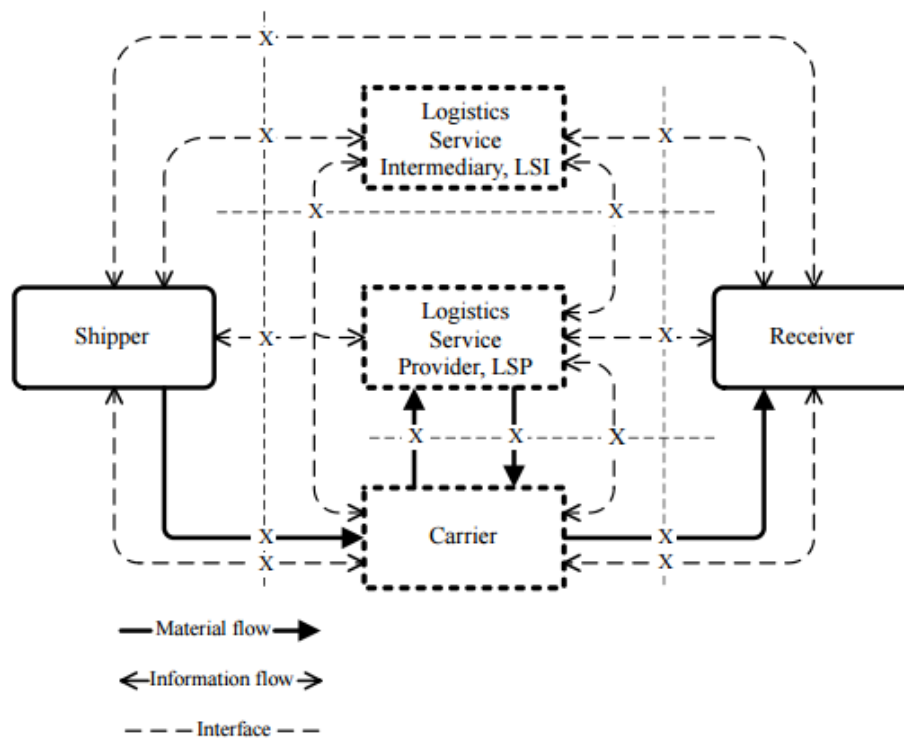 X
X
Logistics
Service
Intermediary, LSI
X
X
X
Shipper
X
Logistics
Service
Provider, LSP
X
Receiver
X
X
X
X
Carrier
X
X
X
Material flow
Information flow
Interface